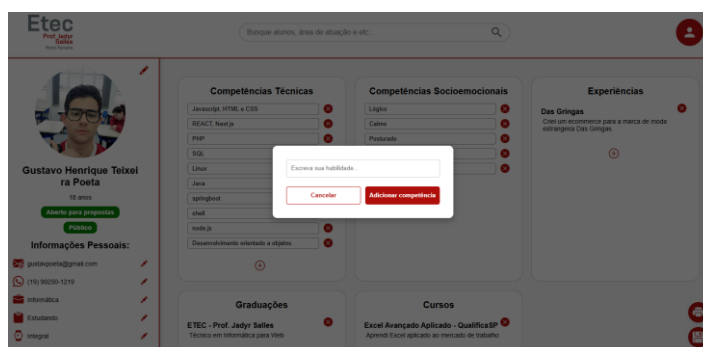 Etec
Prof. Jadyr
Salles
Porto Ferreira
Busque alunos, área de atuação e etc...
Gustavo Henrique Teixei
ra Poeta
18 anos
Aberto para propostas
Público
Informações Pessoais:
gustavpoeta@gmail.com
(19) 99250-1219
Informática
Estudando
Integral
Competências Técnicas
Javascript, HTML e CSS
REACT, Next.js
PHP
SQL
Linux
Java
springboot
shell
node.js
Desenvolvimento orientado a objetos
Competências Socioemocionais
Lógico
Calmo
Posturado
Experiências
Das Gringas
Criei um ecommerce para a marca de moda
estrangeira Das Gringas.
Escreva sua habilidade...
Cancelar
Adicionar competência
Graduações
ETEC - Prof. Jadyr Salles
Técnico em Informática para Web
Cursos
Excel Avançado Aplicado - QualificaSP
Aprendi Excel aplicado ao mercado de trabalho